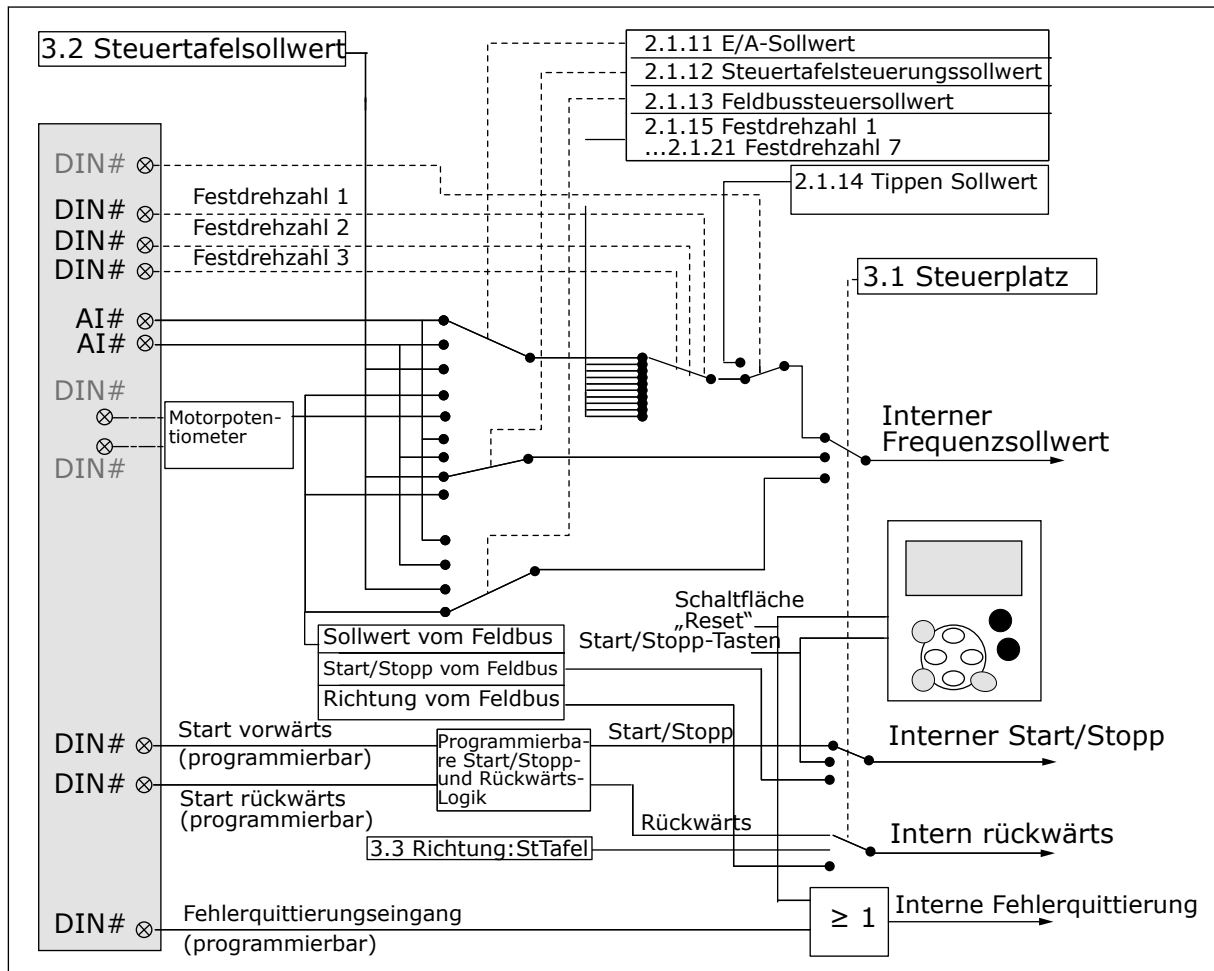 3.2 Steuertafelsollwert
2.1.11 E/A-Sollwert
2.1.12 Steuertafelsteuerungssollwert
2.1.13 Feldbussteuersollwert
2.1.15 Festdrehzahl 1
...2.1.21 Festdrehzahl 7
2.1.14 Tippen Sollwert
3.1 Steuerplatz
DIN#
DIN#
Festdrehzahl 1
DIN#
Festdrehzahl 2
DIN#
Festdrehzahl 3
AI#
AI#
DIN#
Motorpoten-
tiometer
DIN#
Interner
Frequenzsollwert
Schaltfläche
„Reset“
Start/Stopp-Tasten
Sollwert vom Feldbus
Start/Stopp vom Feldbus
Richtung vom Feldbus
DIN#
Start vorwärts
(programmierbar)
DIN#
Start rückwärts
(programmierbar)
Programmierba-
re Start/Stopp-
und Rückwärts-
Logik
Start/Stopp
Interner Start/Stopp
Rückwärts
3.3 Richtung:StTafel
Intern rückwärts
DIN#
Fehlerquittierungseingang
(programmierbar)
≥ 1
Interne Fehlerquittierung